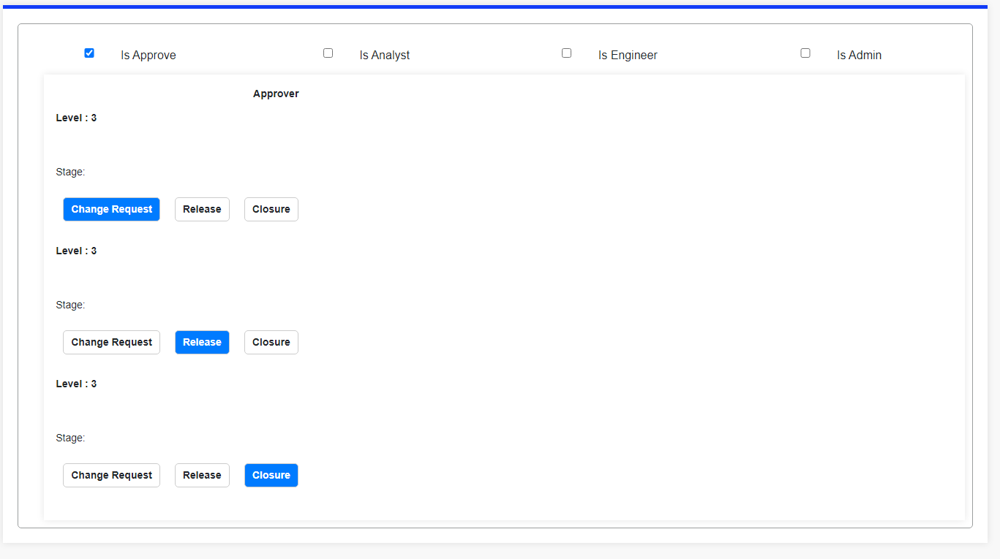 Is Approve Is Analyst Is Engineer Is Admin
Approver
Level : 3
Stage:
Change Request Release Closure
Level : 3
Stage:
Change Request Release Closure
Level : 3
Stage:
Change Request Release Closure